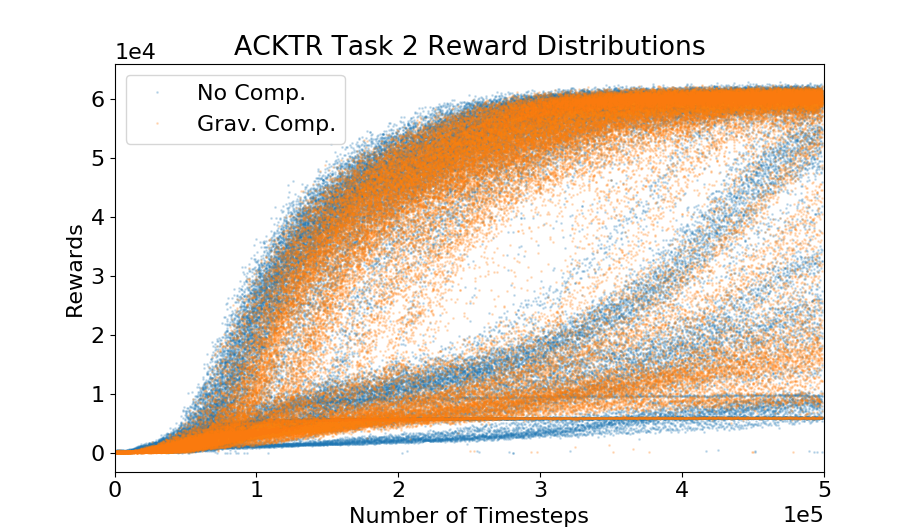 ACKTR Task 2 Reward Distributions
1e4
No Comp.
Grav. Comp.
6
5
4
3
2
1
0
Rewards
0 1 2 3 4 5
1e5
Number of Timesteps